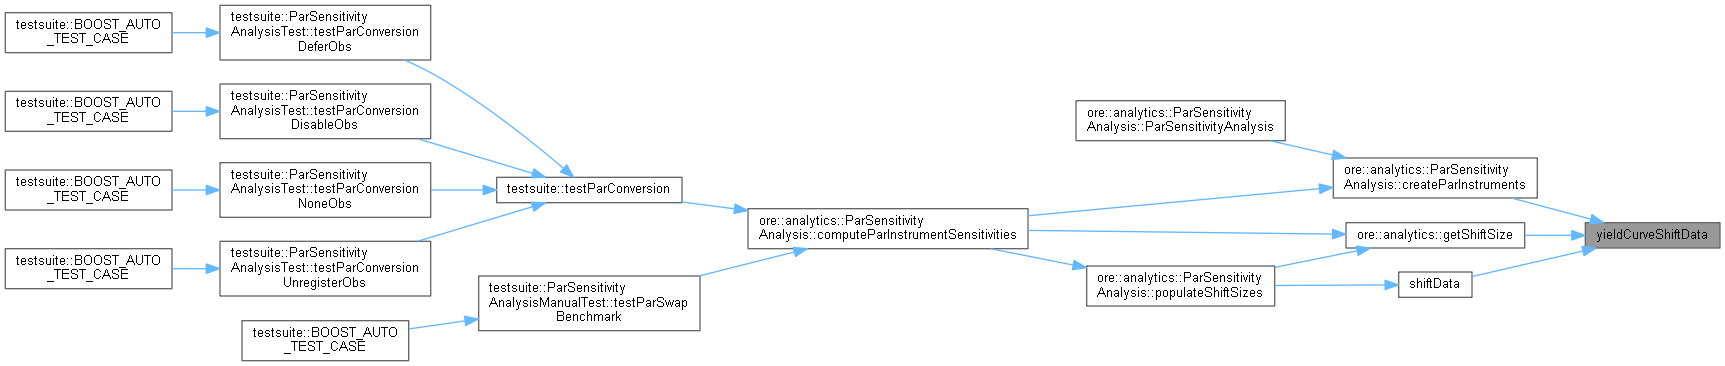 testsuite::BOOST_AUTO
_TEST_CASE
testsuite::ParSensitivity
AnalysisTest::testParConversion
DeferObs
testsuite::BOOST_AUTO
_TEST_CASE
testsuite::ParSensitivity
AnalysisTest::testParConversion
DisableObs
testsuite::BOOST_AUTO
_TEST_CASE
testsuite::ParSensitivity
AnalysisTest::testParConversion
NoneObs
testsuite::BOOST_AUTO
_TEST_CASE
testsuite::ParSensitivity
AnalysisTest::testParConversion
UnregisterObs
testsuite::BOOST_AUTO
_TEST_CASE
testsuite::ParSensitivity
AnalysisManualTest::testParSwap
Benchmark
testsuite::testParConversion
ore::analytics::ParSensitivity
Analysis::computeParInstrumentSensitivities
ore::analytics::ParSensitivity
Analysis::ParSensitivityAnalysis
ore::analytics::ParSensitivity
Analysis::createParInstruments
ore::analytics::getShiftSize
ore::analytics::ParSensitivity
Analysis::populateShiftSizes
shiftData
yieldCurveShiftData